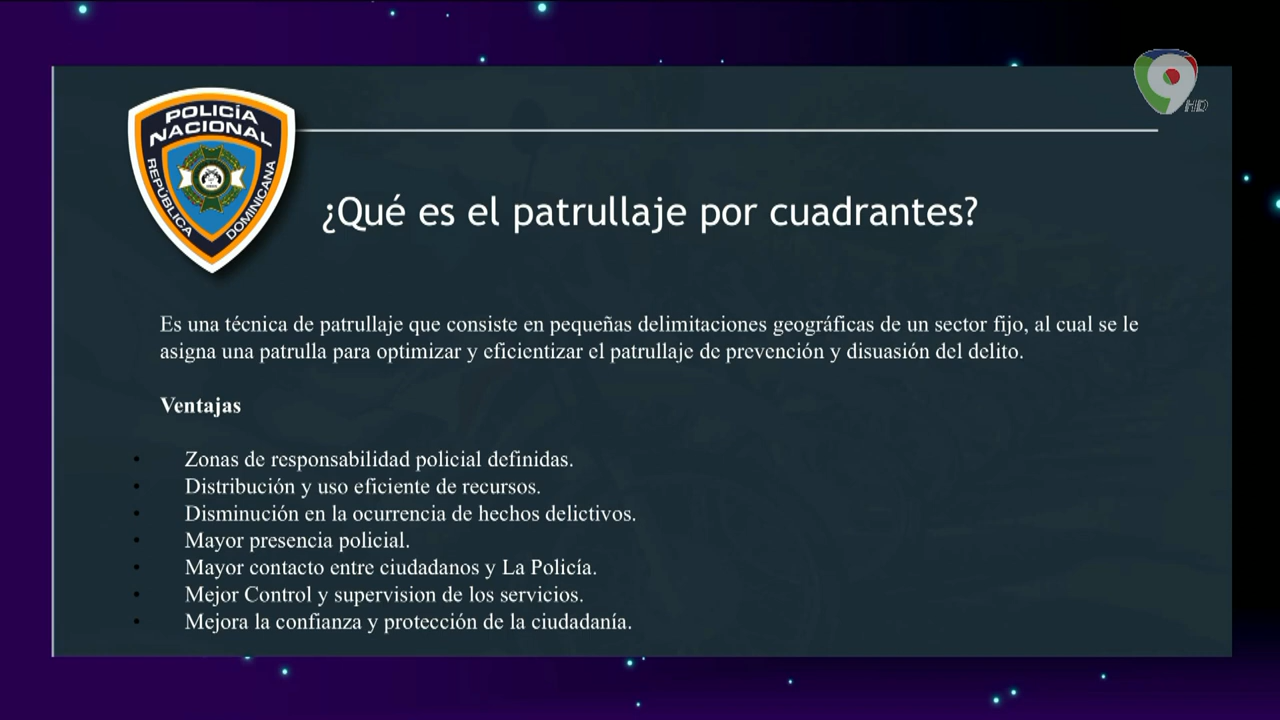 9
HD
POLICÍA
NACIONAL
REPÚBLICA
DOMINICANA
¿Qué es el patrullaje por cuadrantes?
Es una técnica de patrullaje que consiste en pequeñas delimitaciones geográficas de un sector fijo, al cual se le
asigna una patrulla para optimizar y eficientizar el patrullaje de prevención y disuasión del delito.
Ventajas
• Zonas de responsabilidad policial definidas.
• Distribución y uso eficiente de recursos.
• Disminución en la ocurrencia de hechos delictivos.
• Mayor presencia policial.
• Mayor contacto entre ciudadanos y La Policía.
• Mejor Control y supervision de los servicios.
• Mejora la confianza y protección de la ciudadanía.